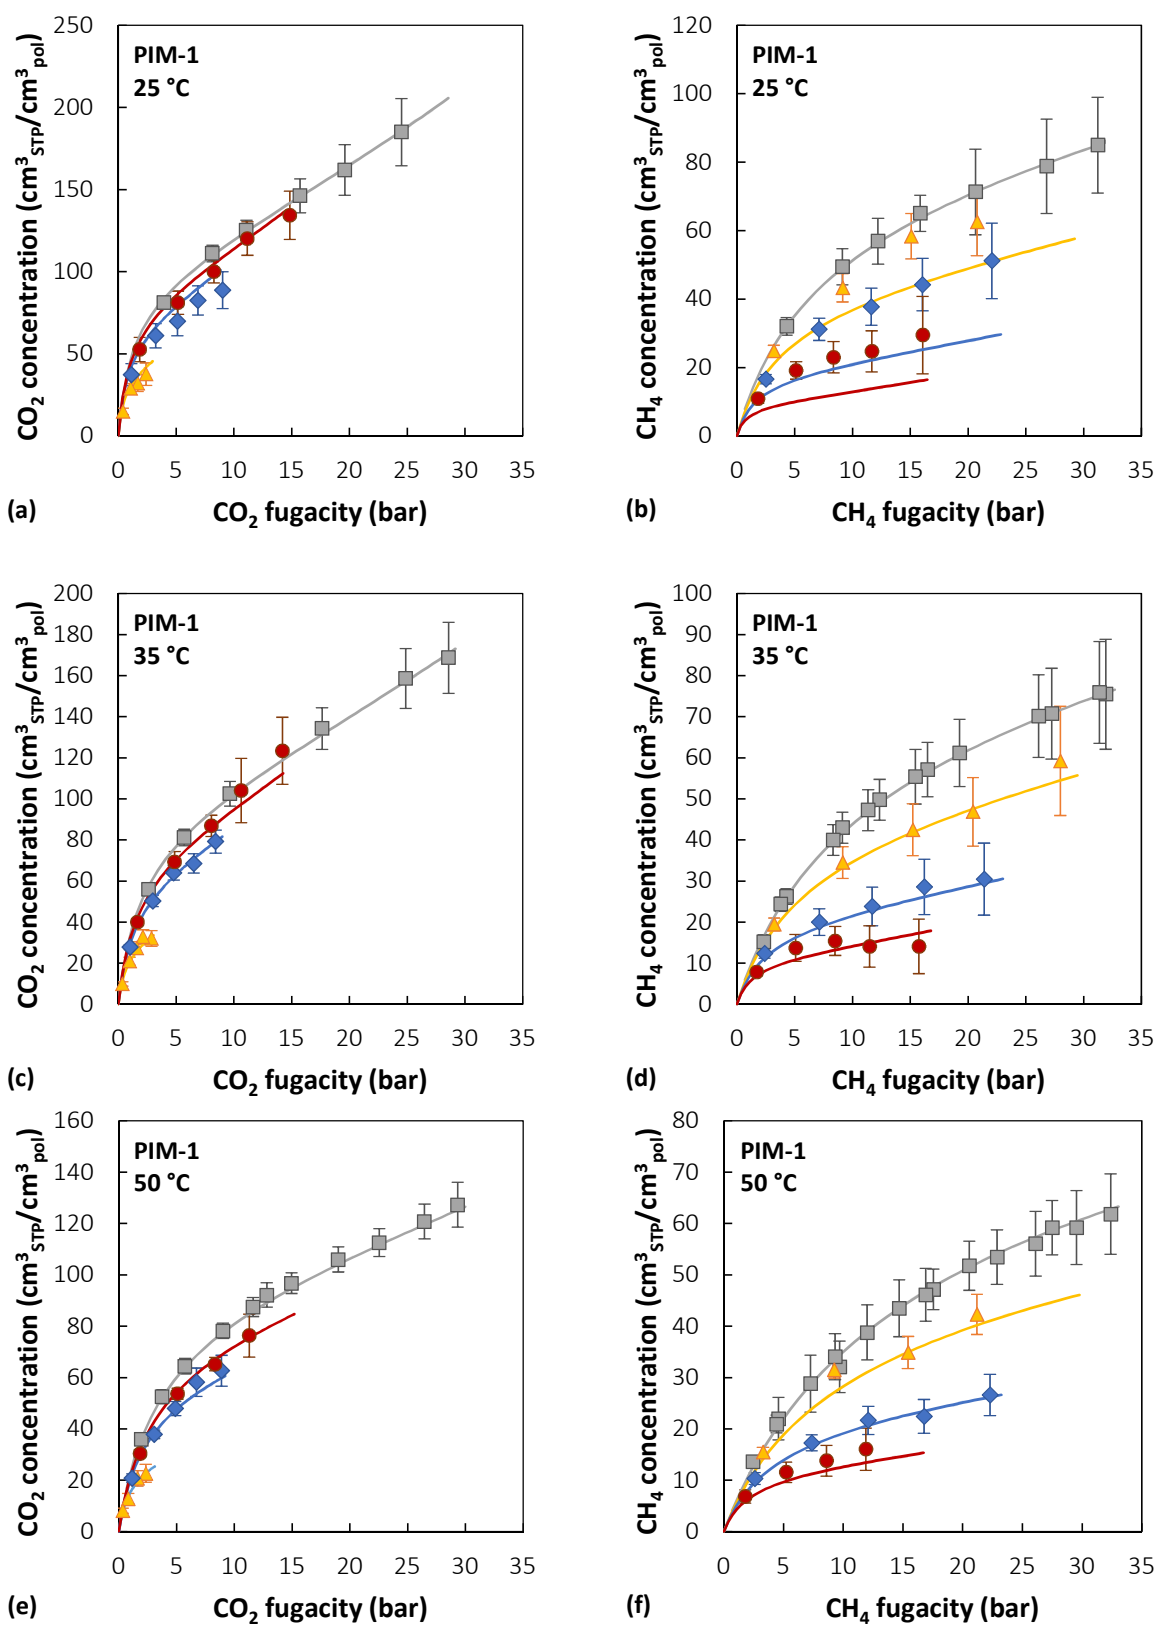 PIM-1
25 °C
CO2 concentration (cm3STP/cm3pol)
250
200
150
100
50
0
0 5 10 15 20 25 30 35
CO2 fugacity (bar)
(a)
PIM-1
25 °C
CH4 concentration (cm3STP/cm3pol)
120
100
80
60
40
20
0
0 5 10 15 20 25 30 35
CH4 fugacity (bar)
(b)
PIM-1
35 °C
CO2 concentration (cm3STP/cm3pol)
200
180
160
140
120
100
80
60
40
20
0
0 5 10 15 20 25 30 35
CO2 fugacity (bar)
(c)
PIM-1
35 °C
CH4 concentration (cm3STP/cm3pol)
100
90
80
70
60
50
40
30
20
10
0
0 5 10 15 20 25 30 35
CH4 fugacity (bar)
(d)
PIM-1
50 °C
CO2 concentration (cm3STP/cm3pol)
160
140
120
100
80
60
40
20
0
0 5 10 15 20 25 30 35
CO2 fugacity (bar)
(e)
PIM-1
50 °C
CH4 concentration (cm3STP/cm3pol)
80
70
60
50
40
30
20
10
0
0 5 10 15 20 25 30 35
CH4 fugacity (bar)
(f)